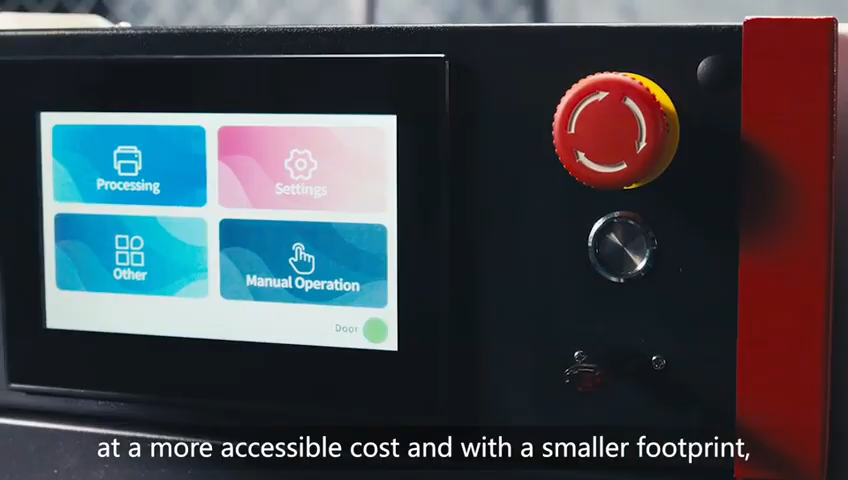 Processing
Settings
Other
Manual Operation
Door
at a more accessible cost and with a smaller footprint,